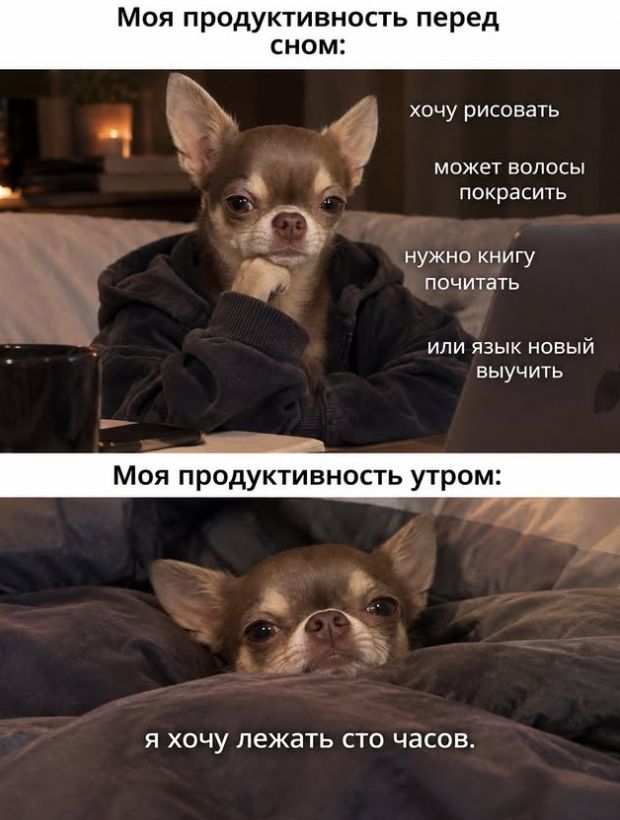 Моя продуктивность перед
сном:
хочу рисовать
может волосы
покрасить
нужно книгу
почитать
или язык новый
выучить
Моя продуктивность утром:
я хочу лежать сто часов.